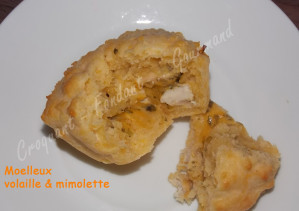 Croquant - Fondant - Gourmand
Moelleux
volaille & mimolette